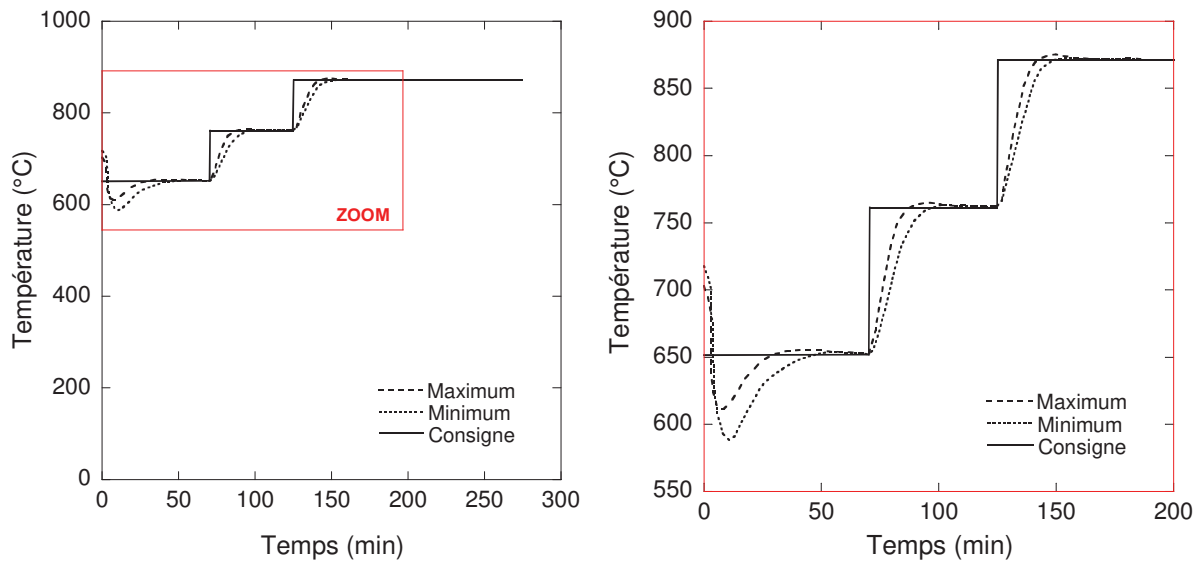 1000
800
600
400
200
0
Température (°C)
ZOOM
Maximum
Minimum
Consigne
0 50 100 150 200 250 300
Temps (min)
900
850
800
750
700
650
600
550
Température (°C)
Maximum
Minimum
Consigne
0 50 100 150 200
Temps (min)